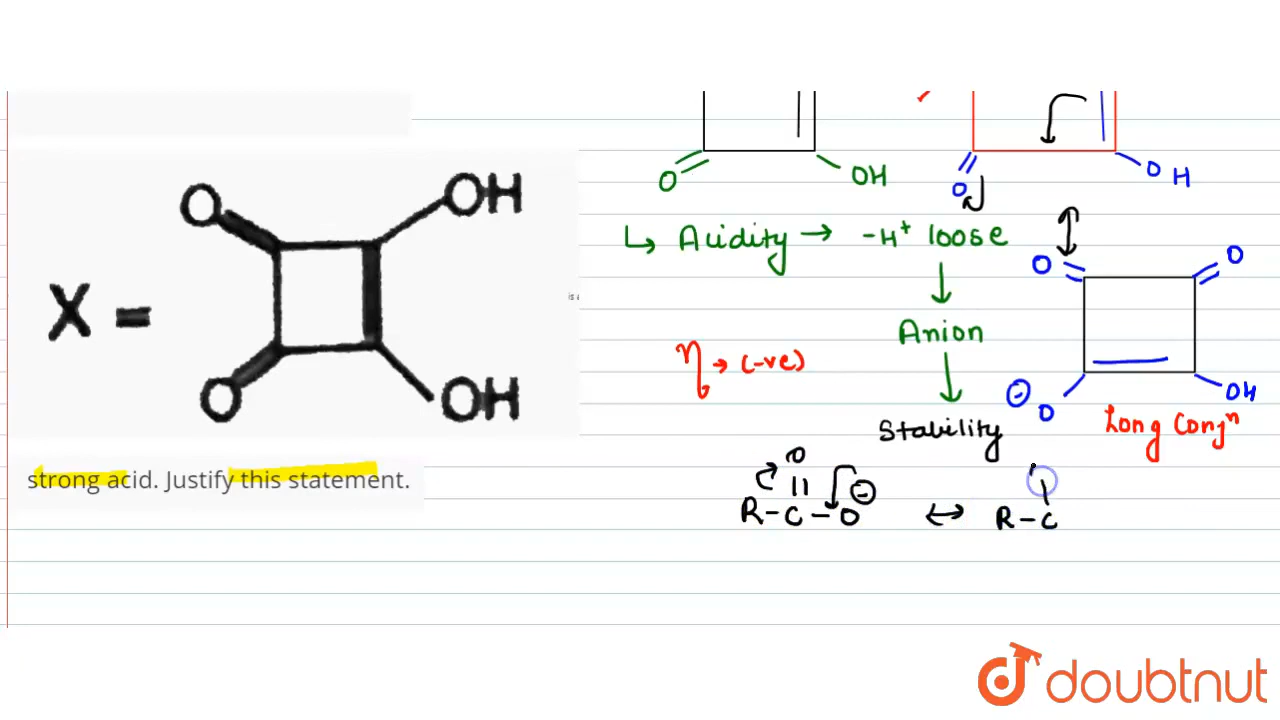 O OH
X =
O OH
strong acid. Justify this statement.
O OH
O O H
↳ Acidity → -H+ loose
Anion
η → (-ve)
Stability
O O
⊖ O OH
Long Conjn
O
R-C-O ⊖ ↔ R-C
doubtnut